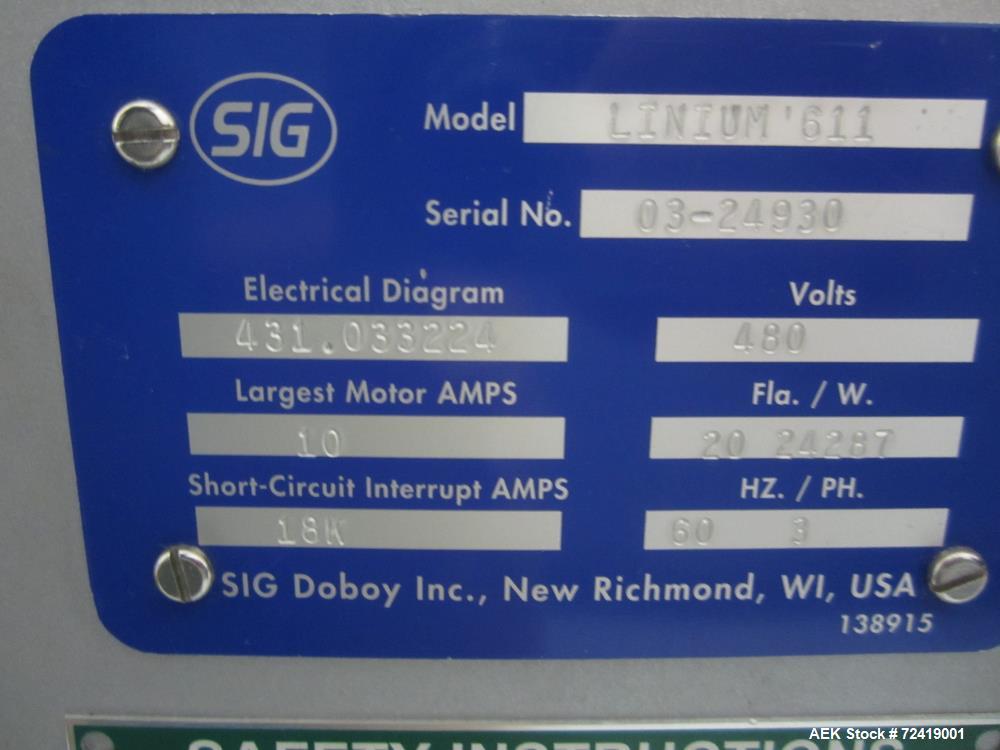 SIG
Model LINIUM'611
Serial No. 03-24930
Electrical Diagram Volts
431.033224 480
Largest Motor AMPS Fla. / W.
10 20 24287
Short-Circuit Interrupt AMPS HZ. / PH.
18K 60 3
SIG Doboy Inc., New Richmond, WI, USA
138915
SAFETY INSTRUCTIONS
AEK Stock # 72419001